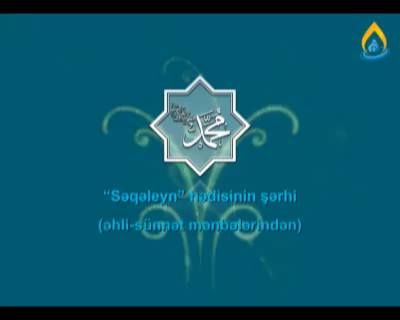 محمد
“Səqəleyn” hədisinin şərhi
(əhli-sünnət mənbələrindən)